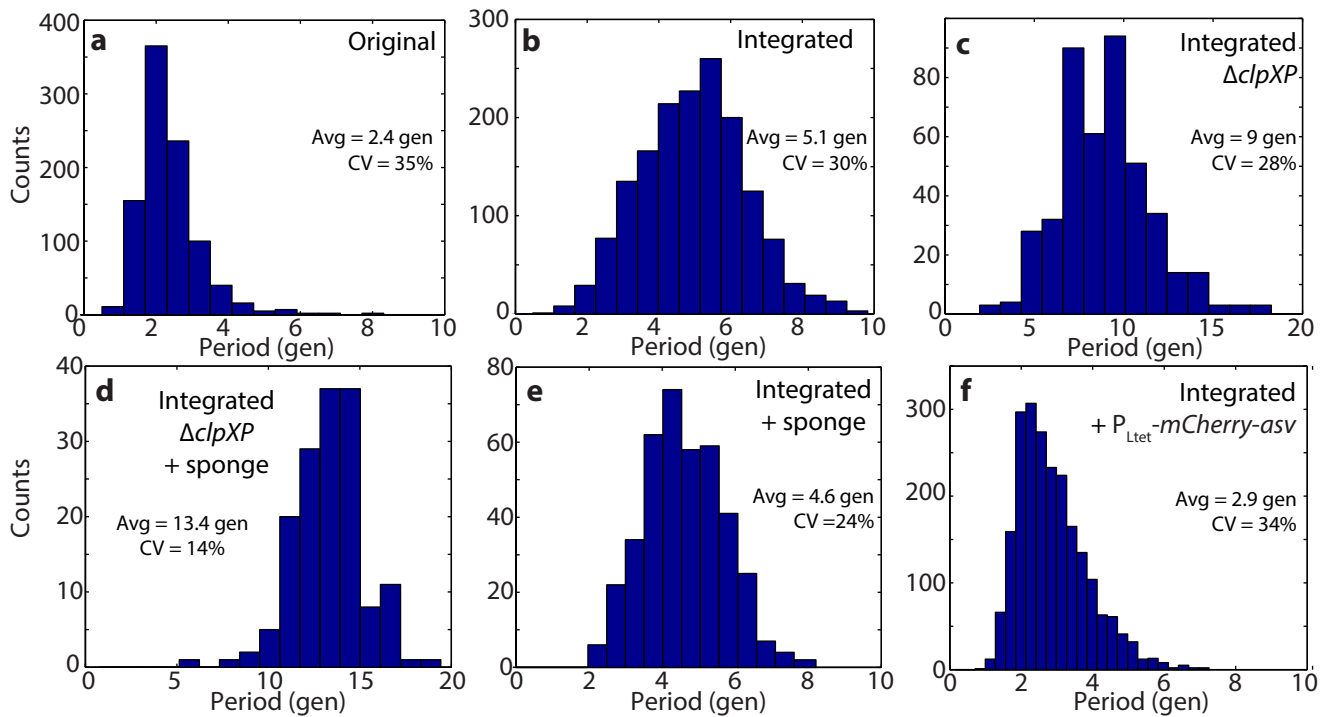 a
Original
Avg = 2.4 gen
CV = 35%
Counts
400
300
200
100
0
0 2 4 6 8 10
Period (gen)
b
Integrated
Avg = 5.1 gen
CV = 30%
300
200
100
0
0 2 4 6 8 10
Period (gen)
c
Integrated
ΔclpXP
Avg = 9 gen
CV = 28%
80
60
40
20
0
5 10 15 20
Period (gen)
d
Integrated
ΔclpXP
+ sponge
Avg = 13.4 gen
CV = 14%
Counts
40
30
20
10
0
0 5 10 15 20
Period (gen)
e
Integrated
+ sponge
Avg = 4.6 gen
CV =24%
80
60
40
20
0
0 2 4 6 8 10
Period (gen)
f
Integrated
+ PLtet-mCherry-asv
Avg = 2.9 gen
CV = 34%
300
200
100
0
0 2 4 6 8 10
Period (gen)